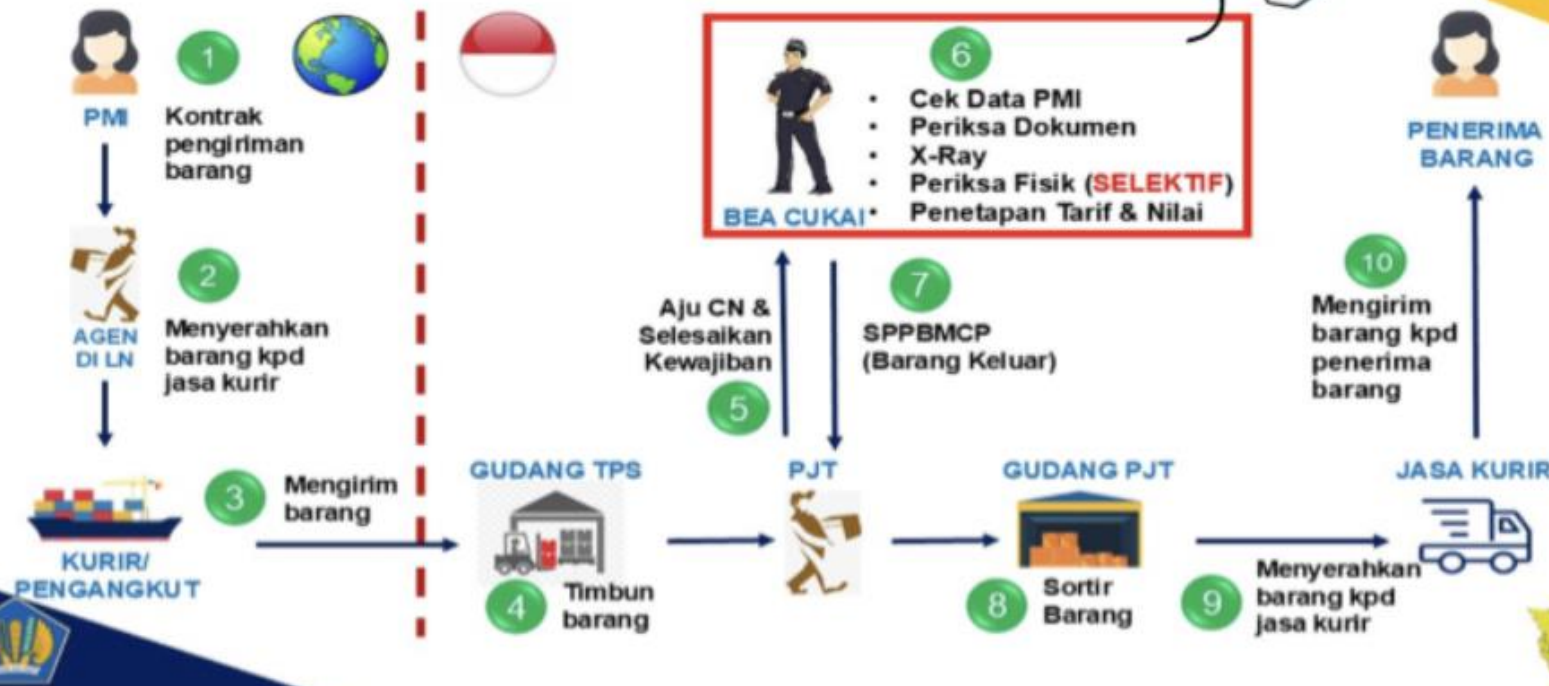 1
PMI
Kontrak
pengiriman
barang
2
AGEN
DI LN
Menyerahkan
barang kpd
jasa kurir
3
Mengirim
barang
KURIR/
PENGANGKUT
GUDANG TPS
4
Timbun
barang
PJT
Aju CN &
Selesaikan
Kewajiban
5
6
• Cek Data PMI
• Periksa Dokumen
• X-Ray
• Periksa Fisik (SELEKTIF)
• Penetapan Tarif & Nilai
BEA CUKAI
7
SPPBMCP
(Barang Keluar)
GUDANG PJT
8
Sortir
Barang
9
Menyerahkan
barang kpd
jasa kurir
JASA KURIR
10
Mengirim
barang kpd
penerima
barang
PENERIMA
BARANG